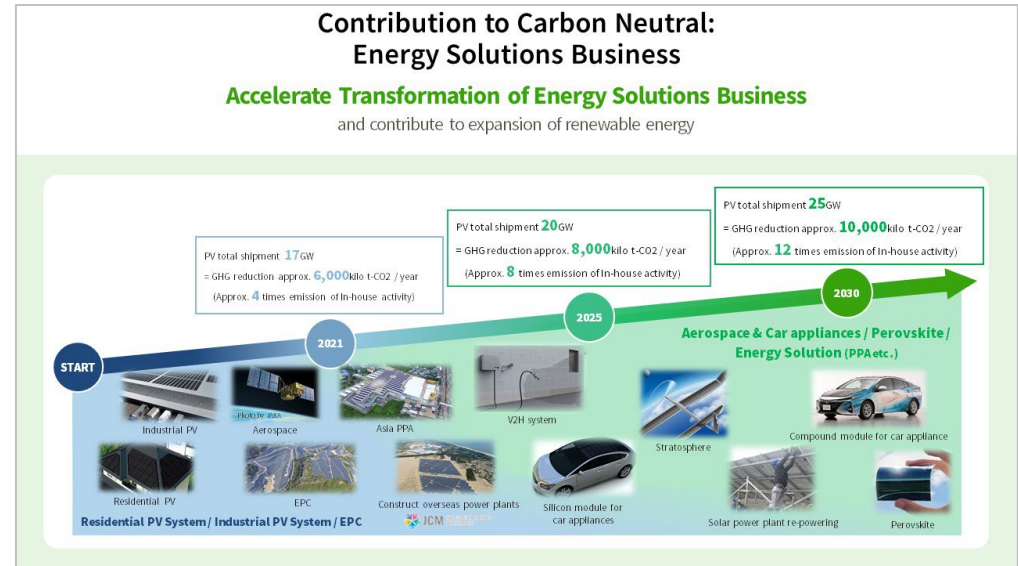 Contribution to Carbon Neutral:
Energy Solutions Business
Accelerate Transformation of Energy Solutions Business
and contribute to expansion of renewable energy
PV total shipment 17GW
= GHG reduction approx. 6,000kilo t-CO2 / year
(Approx. 4 times emission of In-house activity)
PV total shipment 20GW
= GHG reduction approx. 8,000kilo t-CO2 / year
(Approx. 8 times emission of In-house activity)
PV total shipment 25GW
= GHG reduction approx. 10,000kilo t-CO2 / year
(Approx. 12 times emission of In-house activity)
START
2021
2025
2030
Aerospace & Car appliances / Perovskite /
Energy Solution (PPA etc.)
Industrial PV
Photo by JAXA
Aerospace
Asia PPA
V2H system
Stratosphere
Compound module for car appliance
Residential PV
EPC
Construct overseas power plants
Silicon module for
car appliances
Solar power plant re-powering
Perovskite
Residential PV System / Industrial PV System / EPC
JCM